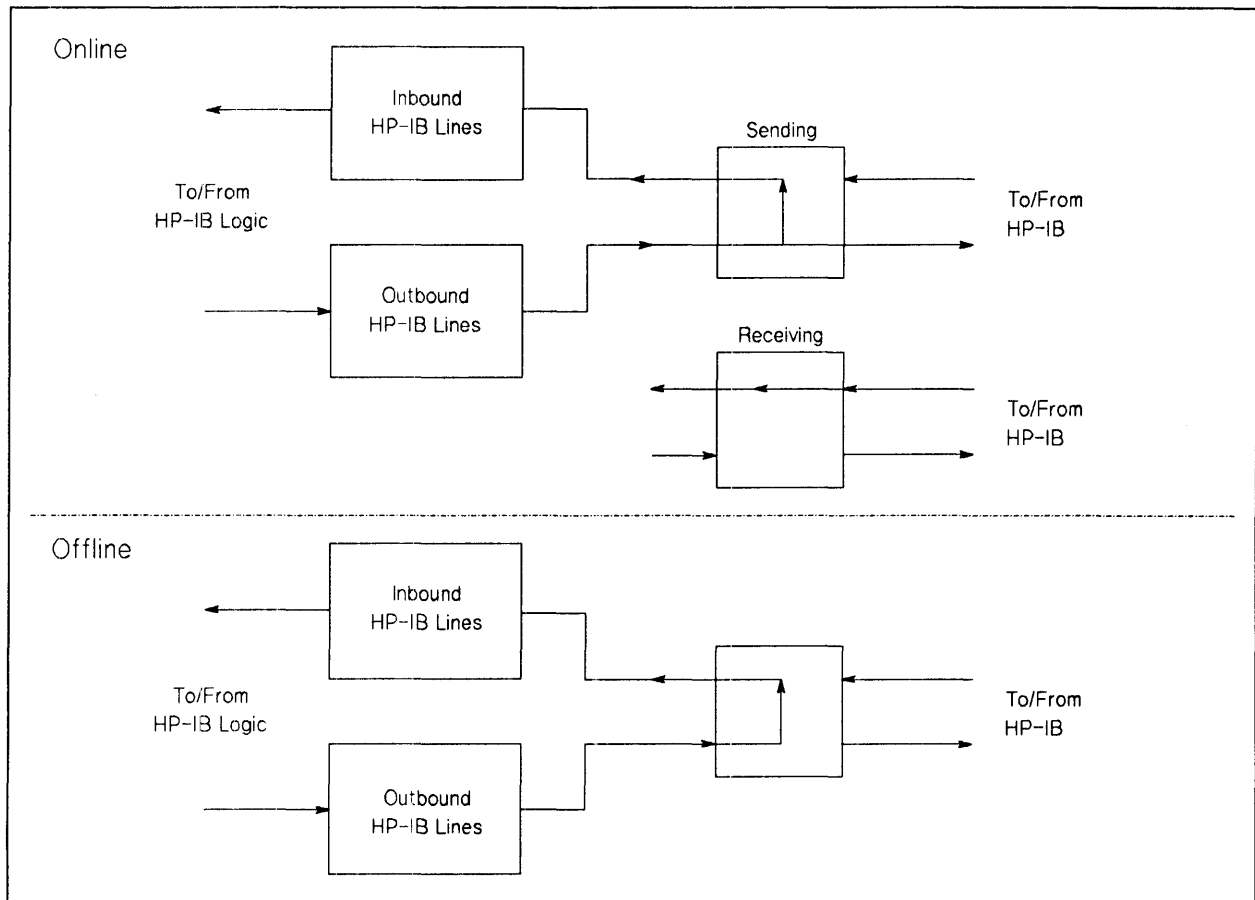 Online
Inbound
HP-IB Lines
Sending
To/From
HP-IB Logic
To/From
HP-IB
Outbound
HP-IB Lines
Receiving
To/From
HP-IB
Offline
Inbound
HP-IB Lines
To/From
HP-IB Logic
To/From
HP-IB
Outbound
HP-IB Lines